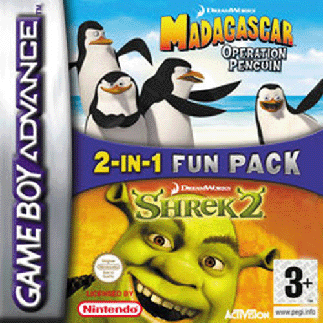 GAME BOY ADVANCE
DREAMWORKS
MADAGASCAR
OPERATION
PENGUIN
2-IN-1 FUN PACK
DREAMWORKS
SHREK 2
LICENSED BY
Nintendo
ACTIVISION
3+
www.pegi.info